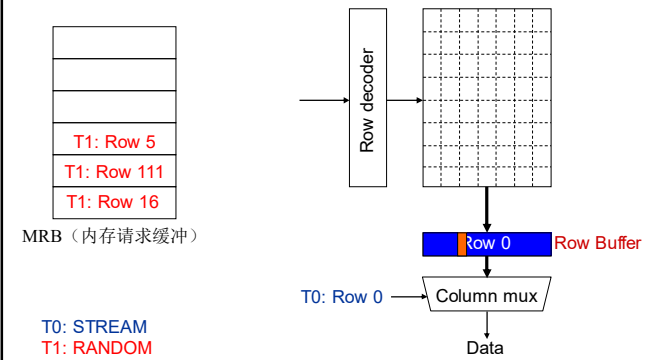 T1: Row 5
T1: Row 111
T1: Row 16
MRB（内存请求缓冲）
T0: STREAM
T1: RANDOM
Row decoder
Row 0
Row Buffer
T0: Row 0
Column mux
Data